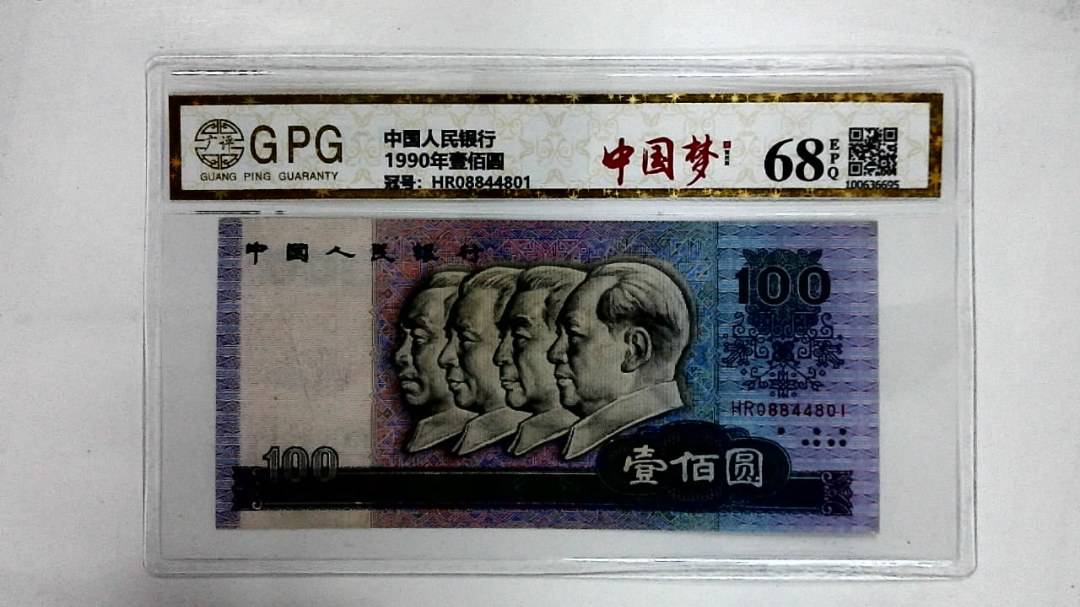 广评
GPG
GUANG PING GUARANTY
中国人民银行
1990年壹佰圆
冠号：HR08844801
中国梦
68
EPQ
100636695
中国人民银行
100
HR08844801
100
壹佰圆